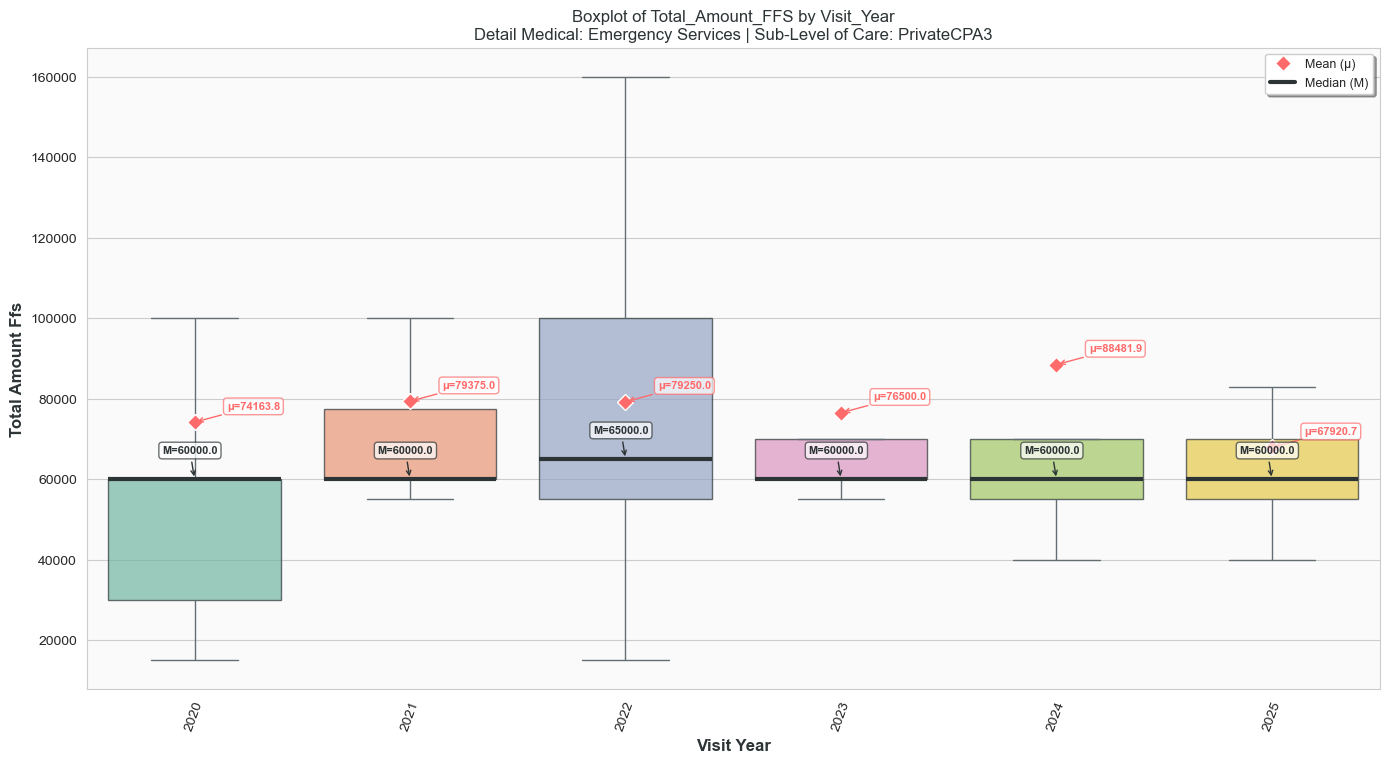 Boxplot of Total_Amount_FFS by Visit_Year
Detail Medical: Emergency Services | Sub-Level of Care: PrivateCPA3
Mean (μ)
Median (M)
Total Amount Ffs
160000
140000
120000
100000
80000
60000
40000
20000
μ=74163.8
M=60000.0
μ=79375.0
M=60000.0
μ=79250.0
M=65000.0
μ=76500.0
M=60000.0
μ=88481.9
M=60000.0
μ=67920.7
M=60000.0
2020
2021
2022
2023
2024
2025
Visit Year